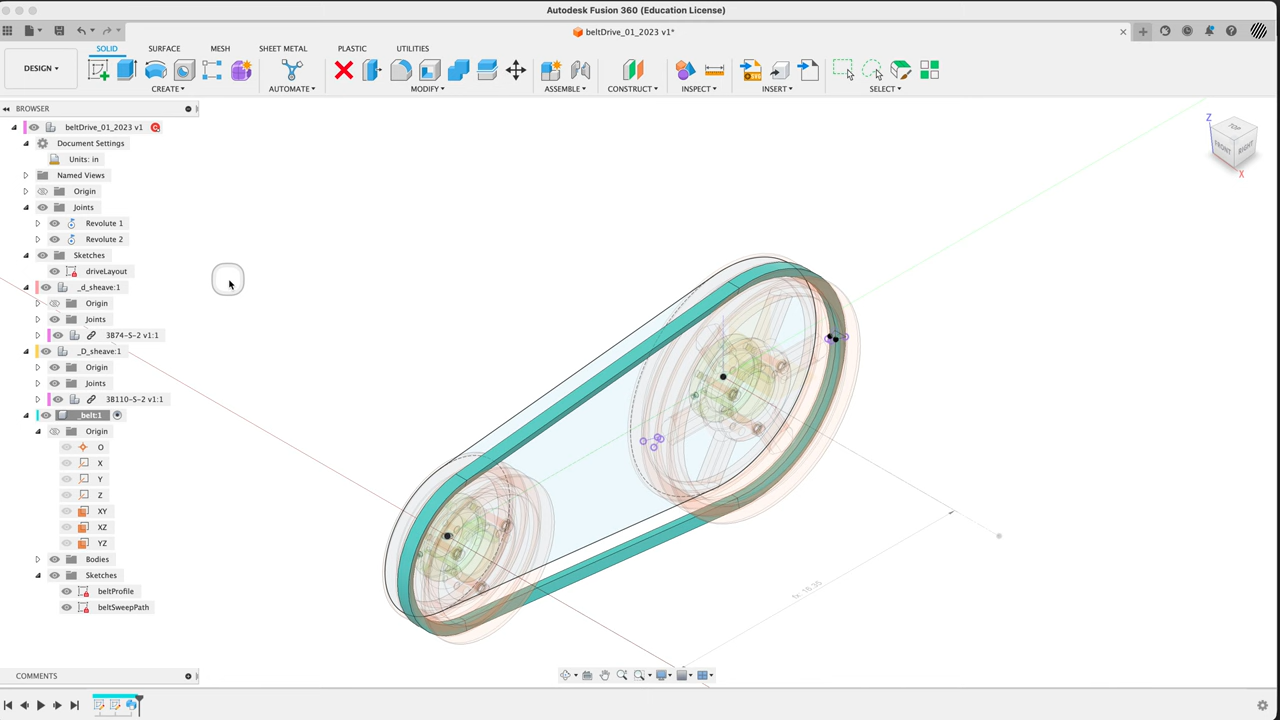 Autodesk Fusion 360 (Education License)
beltDrive_01_2023 v1*
DESIGN
SOLID
SURFACE
MESH
SHEET METAL
PLASTIC
UTILITIES
CREATE
AUTOMATE
MODIFY
ASSEMBLE
CONSTRUCT
INSPECT
INSERT
SELECT
BROWSER
beltDrive_01_2023 v1
Document Settings
Units: in
Named Views
Origin
Joints
Revolute 1
Revolute 2
Sketches
driveLayout
_d_sheave:1
Origin
Joints
3B74-S-2 v1:1
_D_sheave:1
Origin
Joints
3B110-S-2 v1:1
_belt:1
Origin
O
X
Y
Z
XY
XZ
YZ
Bodies
Sketches
beltProfile
beltSweepPath
Z
TOP
FRONT
RIGHT
X
COMMENTS